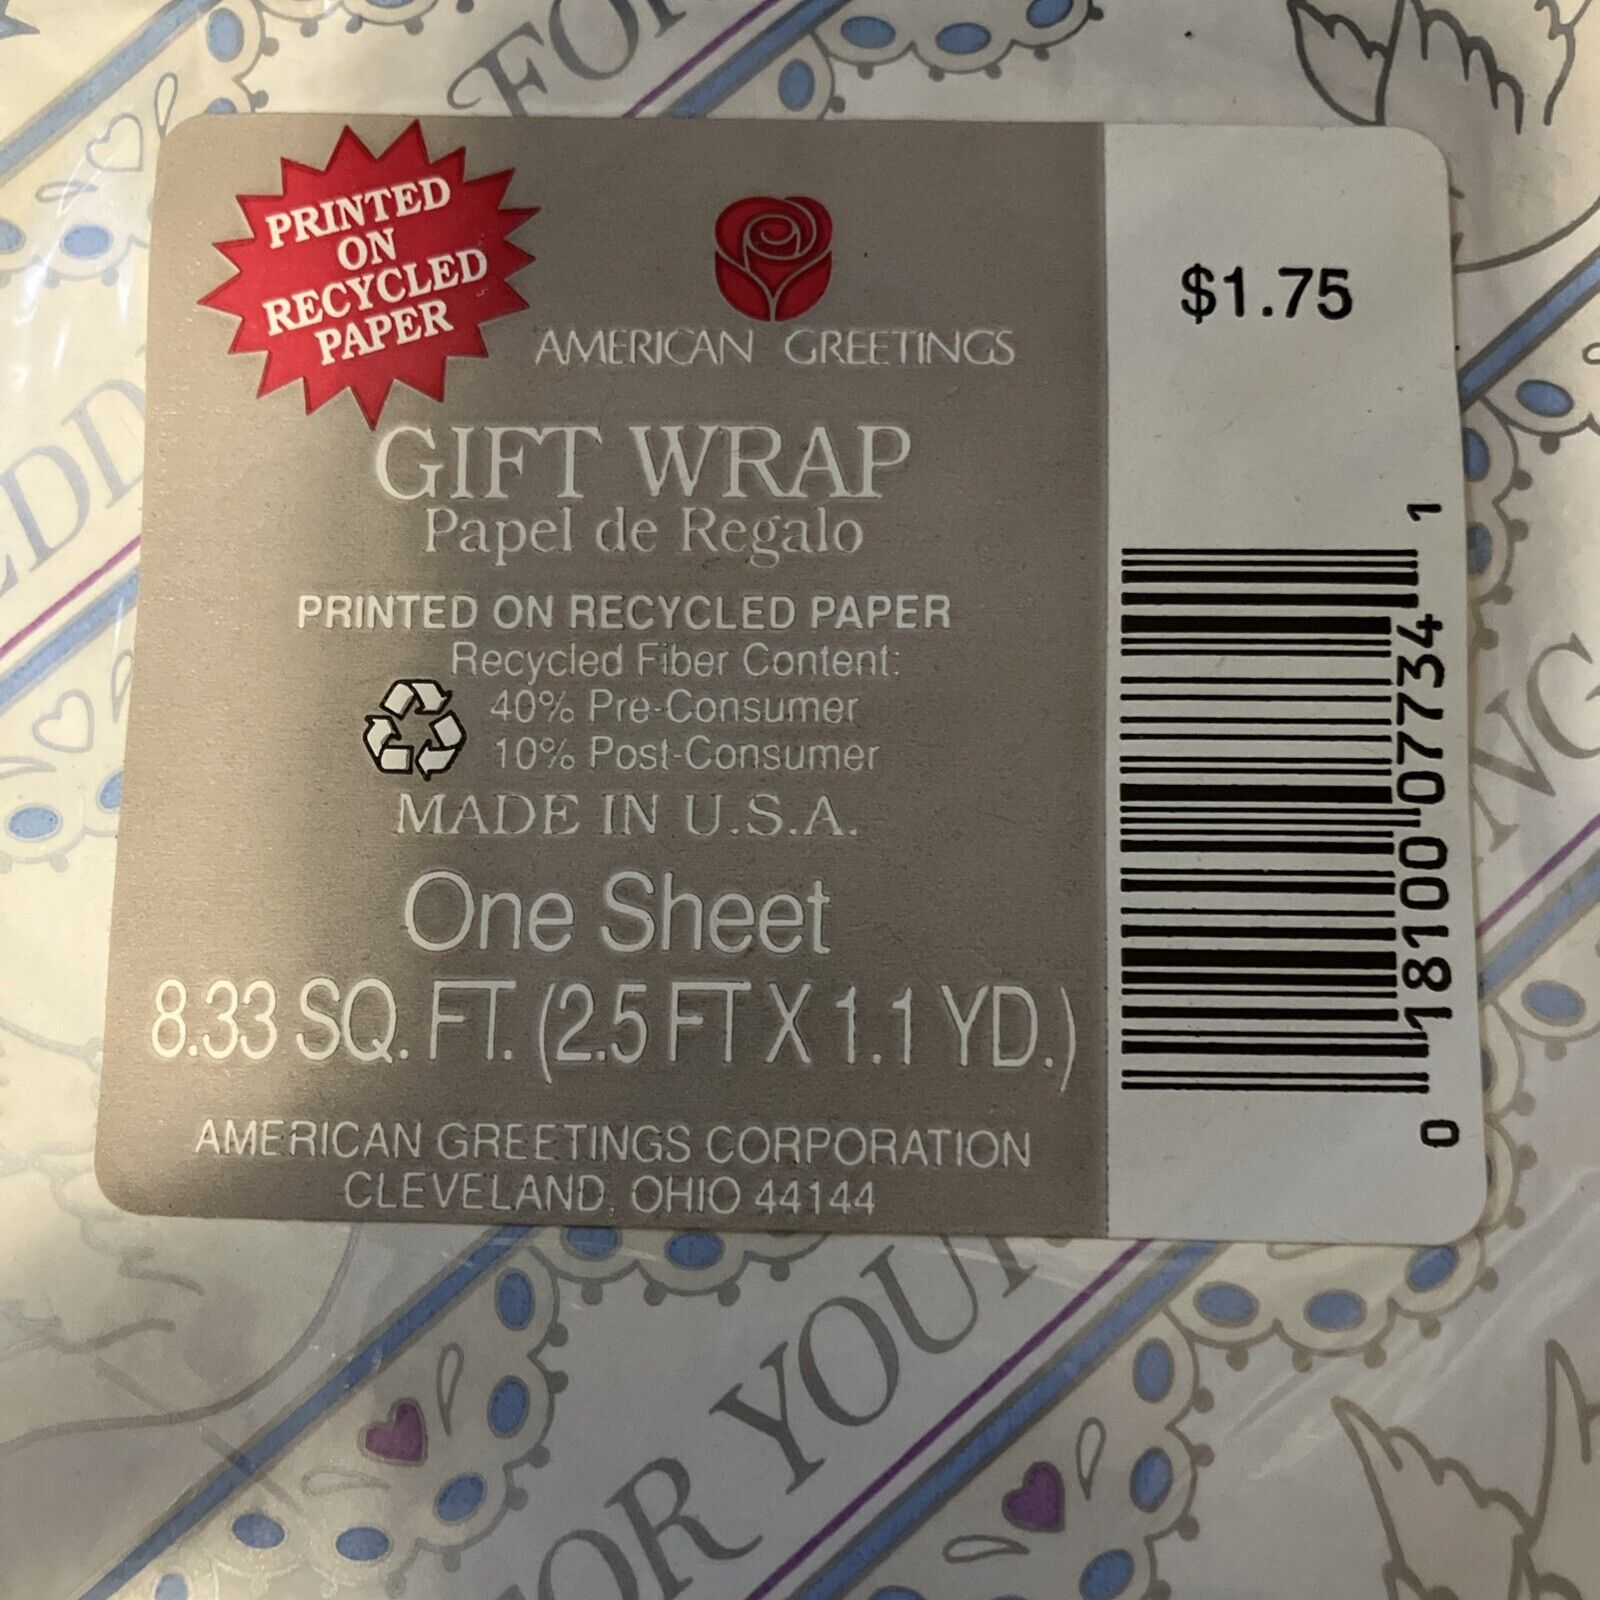 PRINTED
ON
RECYCLED
PAPER
AMERICAN GREETINGS
GIFT WRAP
Papel de Regalo
PRINTED ON RECYCLED PAPER
Recycled Fiber Content:
40% Pre-Consumer
10% Post-Consumer
MADE IN U.S.A.
One Sheet
8.33 SQ. FT. (2.5 FT X 1.1 YD.)
AMERICAN GREETINGS CORPORATION
CLEVELAND, OHIO 44144
$1.75
0 18100 07734 1
FOR YOUR